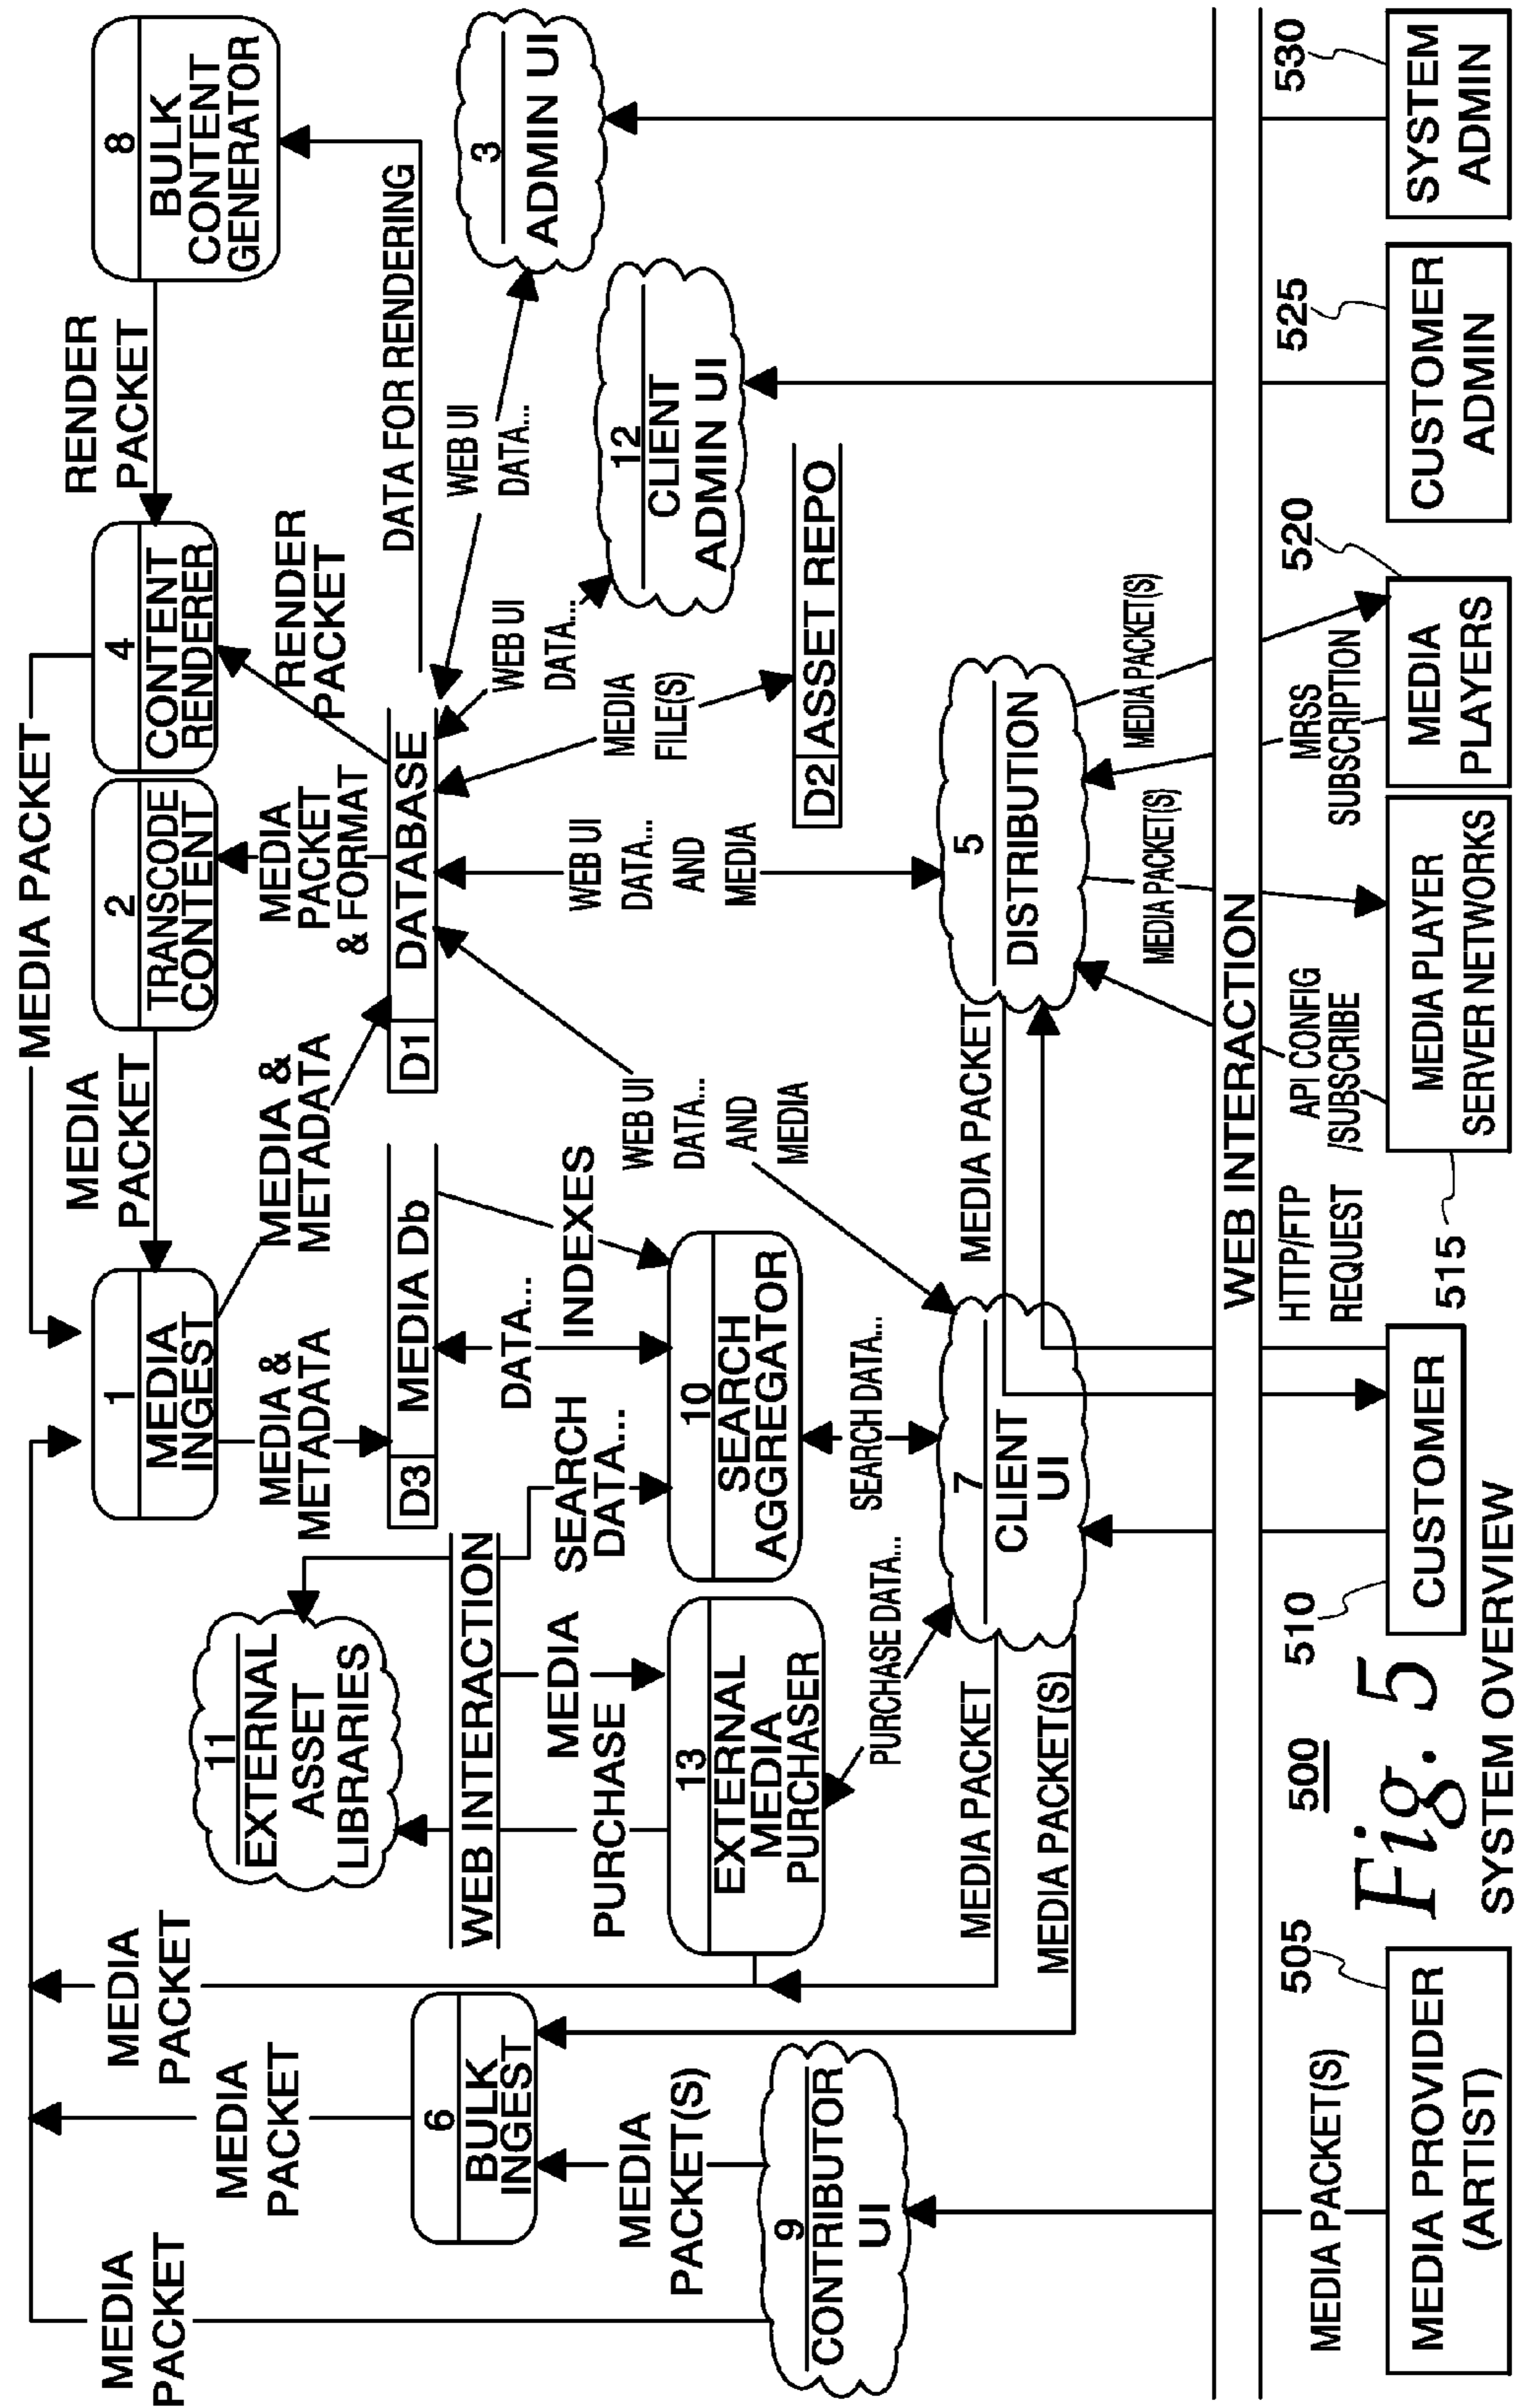 MEDIA PACKET
RENDER
PACKET
MEDIA
PACKET
MEDIA
PACKET
MEDIA
PACKET
MEDIA
PACKET
1
MEDIA
INGEST
2
TRANSCODE
CONTENT
4
CONTENT
RENDERER
8
BULK
CONTENT
GENERATOR
11
EXTERNAL
ASSET
LIBRARIES
MEDIA &
METADATA
MEDIA &
METADATA
MEDIA
PACKET
& FORMAT
RENDER
PACKET
DATA FOR RENDERING
6
BULK
INGEST
WEB INTERACTION
D3
MEDIA Db
D1
DATABASE
WEB UI
DATA...
3
ADMIN UI
SEARCH
DATA...
DATA...
INDEXES
WEB UI
DATA...
12
CLIENT
ADMIN UI
MEDIA
PACKET(S)
PURCHASE
MEDIA
WEB UI
DATA...
AND
MEDIA
WEB UI
DATA...
AND
MEDIA
MEDIA
FILE(S)
9
CONTRIBUTOR
UI
13
EXTERNAL
MEDIA
PURCHASER
10
SEARCH
AGGREGATOR
D2
ASSET REPO
PURCHASE DATA...
SEARCH DATA...
MEDIA PACKET
MEDIA PACKET(S)
7
CLIENT
UI
MEDIA PACKET
5
DISTRIBUTION
MEDIA PACKET(S)
MEDIA PACKET(S)
WEB INTERACTION
MEDIA PACKET(S)
HTTP/FTP
REQUEST
API CONFIG
/SUBSCRIBE
MRSS
SUBSCRIPTION
505
500
510
515
520
525
530
MEDIA PROVIDER
(ARTIST)
CUSTOMER
MEDIA PLAYER
SERVER NETWORKS
MEDIA
PLAYERS
CUSTOMER
ADMIN
SYSTEM
ADMIN
Fig. 5
SYSTEM OVERVIEW